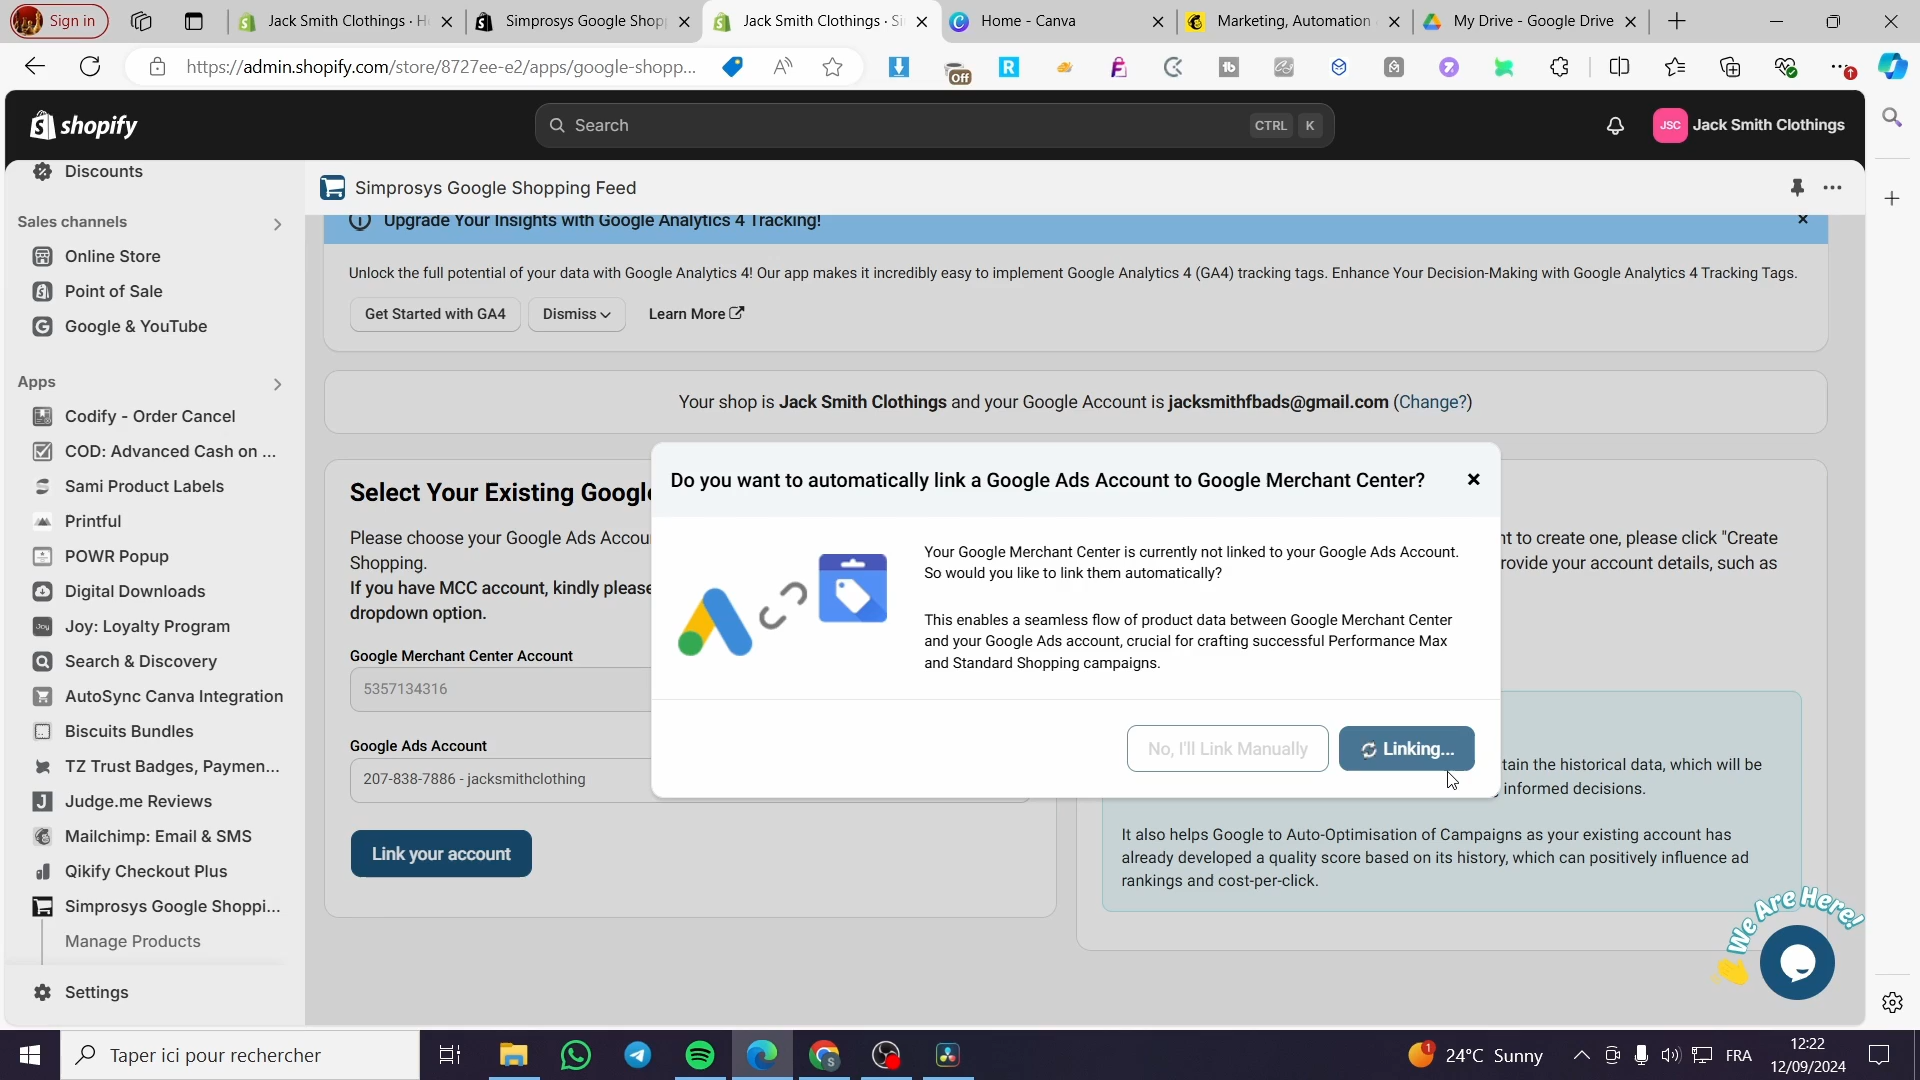 Sign in
Jack Smith Clothings · H
Simprosys Google Shopp
Jack Smith Clothings · Si
Home - Canva
Marketing, Automation
My Drive - Google Drive
https://admin.shopify.com/store/8727ee-e2/apps/google-shopp...
Off
shopify
Search
CTRL K
JSC
Jack Smith Clothings
Discounts
Sales channels
Online Store
Point of Sale
Google & YouTube
Apps
Codify - Order Cancel
COD: Advanced Cash on ...
Sami Product Labels
Printful
POWR Popup
Digital Downloads
Joy: Loyalty Program
Search & Discovery
AutoSync Canva Integration
Biscuits Bundles
TZ Trust Badges, Paymen...
Judge.me Reviews
Mailchimp: Email & SMS
Qikify Checkout Plus
Simprosys Google Shoppi...
Manage Products
Settings
Simprosys Google Shopping Feed
Upgrade Your Insights with Google Analytics 4 Tracking!
Unlock the full potential of your data with Google Analytics 4! Our app makes it incredibly easy to implement Google Analytics 4 (GA4) tracking tags. Enhance Your Decision-Making with Google Analytics 4 Tracking Tags.
Get Started with GA4
Dismiss
Learn More
Your shop is Jack Smith Clothings and your Google Account is jacksmithfbads@gmail.com (Change?)
Select Your Existing Google
Please choose your Google Ads Accou
Shopping.
If you have MCC account, kindly please
dropdown option.
Google Merchant Center Account
5357134316
Google Ads Account
207-838-7886 - jacksmithclothing
Link your account
Do you want to automatically link a Google Ads Account to Google Merchant Center?
Your Google Merchant Center is currently not linked to your Google Ads Account.
So would you like to link them automatically?
This enables a seamless flow of product data between Google Merchant Center
and your Google Ads account, crucial for crafting successful Performance Max
and Standard Shopping campaigns.
No, I'll Link Manually
Linking...
nt to create one, please click "Create
rovide your account details, such as
tain the historical data, which will be
informed decisions.
It also helps Google to Auto-Optimisation of Campaigns as your existing account has
already developed a quality score based on its history, which can positively influence ad
rankings and cost-per-click.
We Are Here!
Taper ici pour rechercher
1
24°C Sunny
FRA
12:22
12/09/2024